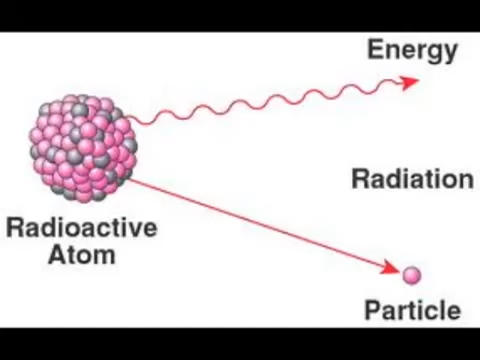 Energy
Radiation
Radioactive
Atom
Particle